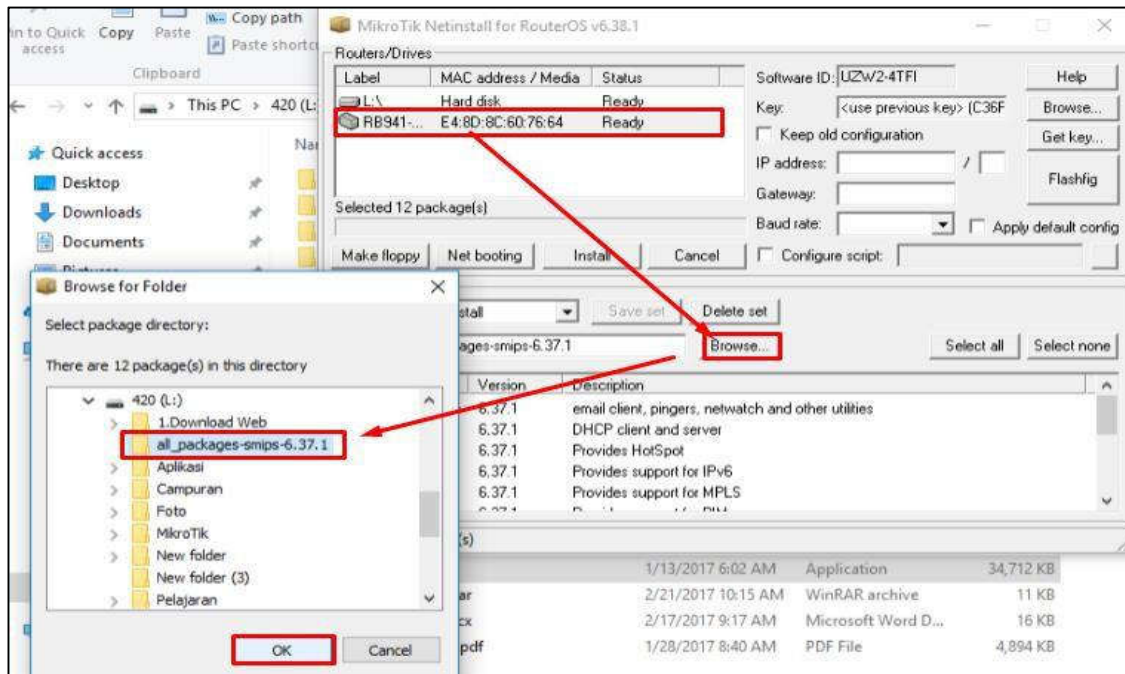 Copy path
in to Quick access
Copy
Paste
Paste shortcu
Clipboard
This PC > 420 (L:
Quick access
Desktop
Downloads
Documents
MikroTik Netinstall for RouterOS v6.38.1
Routers/Drives
Label MAC address / Media Status
L:\ Hard disk Ready
RB941-... E4:8D:8C:60:76:64 Ready
Selected 12 package(s)
Make floppy Net booting Install Cancel
Software ID: UZW2-4TFI Help
Key: <use previous key> (C36F Browse...
Keep old configuration Get key...
IP address: /
Gateway: Flashfig
Baud rate: Apply default config
Configure script:
stall Save set Delete set
ages-smips-6.37.1 Browse... Select all Select none
Version Description
6.37.1 email client, pingers, netwatch and other utilities
6.37.1 DHCP client and server
6.37.1 Provides HotSpot
6.37.1 Provides support for IPv6
6.37.1 Provides support for MPLS
(s)
Browse for Folder
Select package directory:
There are 12 package(s) in this directory
420 (L:)
1.Download Web
all_packages-smips-6.37.1
Aplikasi
Campuran
Foto
MikroTik
New folder
New folder (3)
Pelajaran
OK Cancel
1/13/2017 6:02 AM Application 34,712 KB
ar 2/21/2017 10:15 AM WinRAR archive 11 KB
cx 2/17/2017 9:17 AM Microsoft Word D... 16 KB
pdf 1/28/2017 8:40 AM PDF File 4,894 KB